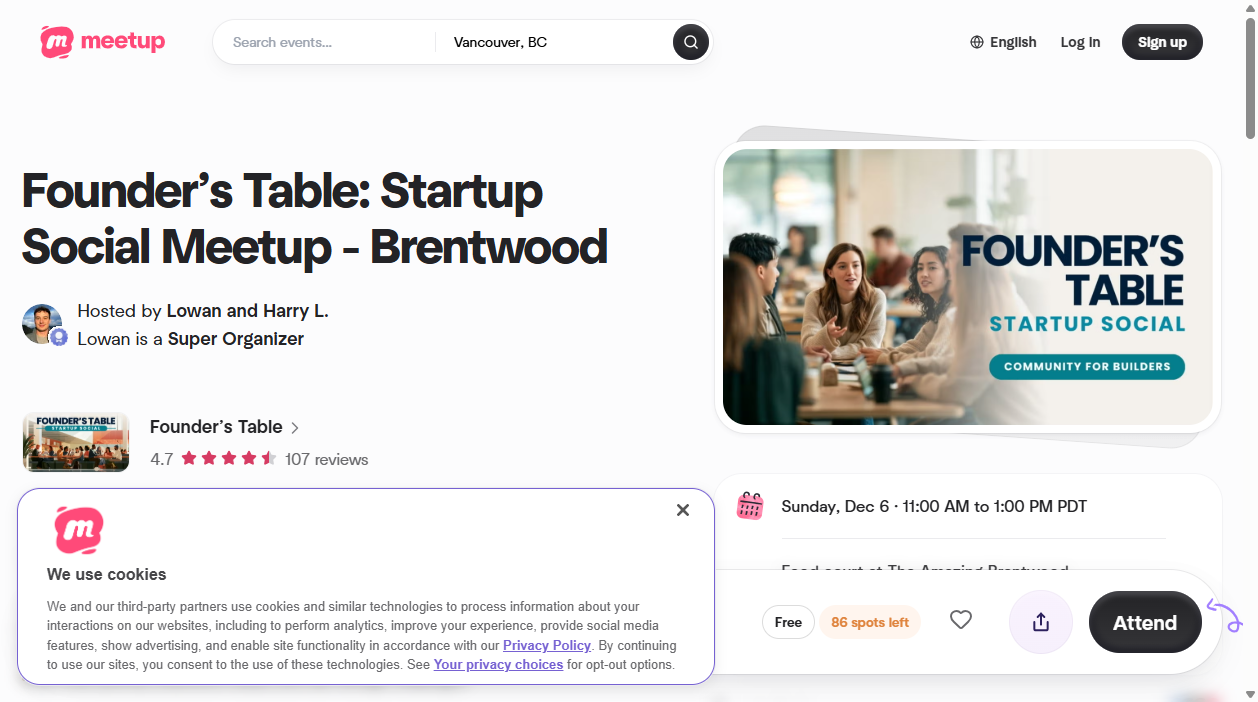 meetup
Search events...
Vancouver, BC
English
Log in
Sign up
Founder's Table: Startup
Social Meetup - Brentwood
Hosted by Lowan and Harry L.
Lowan is a Super Organizer
FOUNDER'S TABLE
STARTUP SOCIAL
Founder's Table
4.7
107 reviews
FOUNDER'S
TABLE
STARTUP SOCIAL
COMMUNITY FOR BUILDERS
Sunday, Dec 6 · 11:00 AM to 1:00 PM PDT
Food court at The Amazing Brentwood
m
We use cookies
We and our third-party partners use cookies and similar technologies to process information about your
interactions on our websites, including to perform analytics, improve your experience, provide social media
features, show advertising, and enable site functionality in accordance with our Privacy Policy. By continuing
to use our sites, you consent to the use of these technologies. See Your privacy choices for opt-out options.
Free
86 spots left
Attend